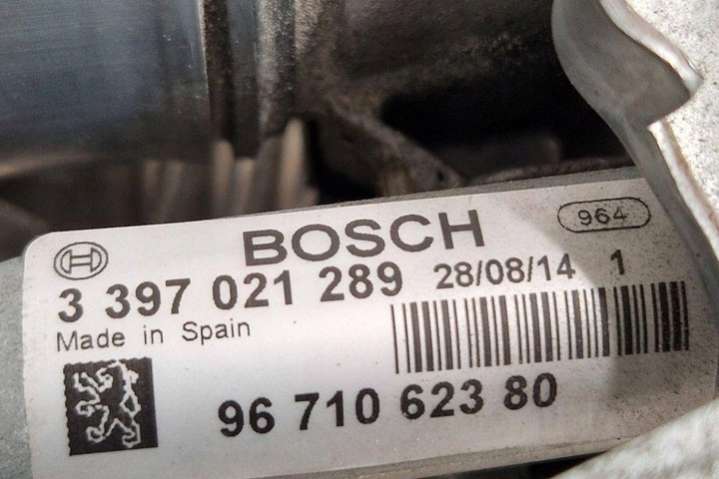 BOSCH 964
3 397 021 289 28/08/14 1
Made in Spain
96 710 623 80